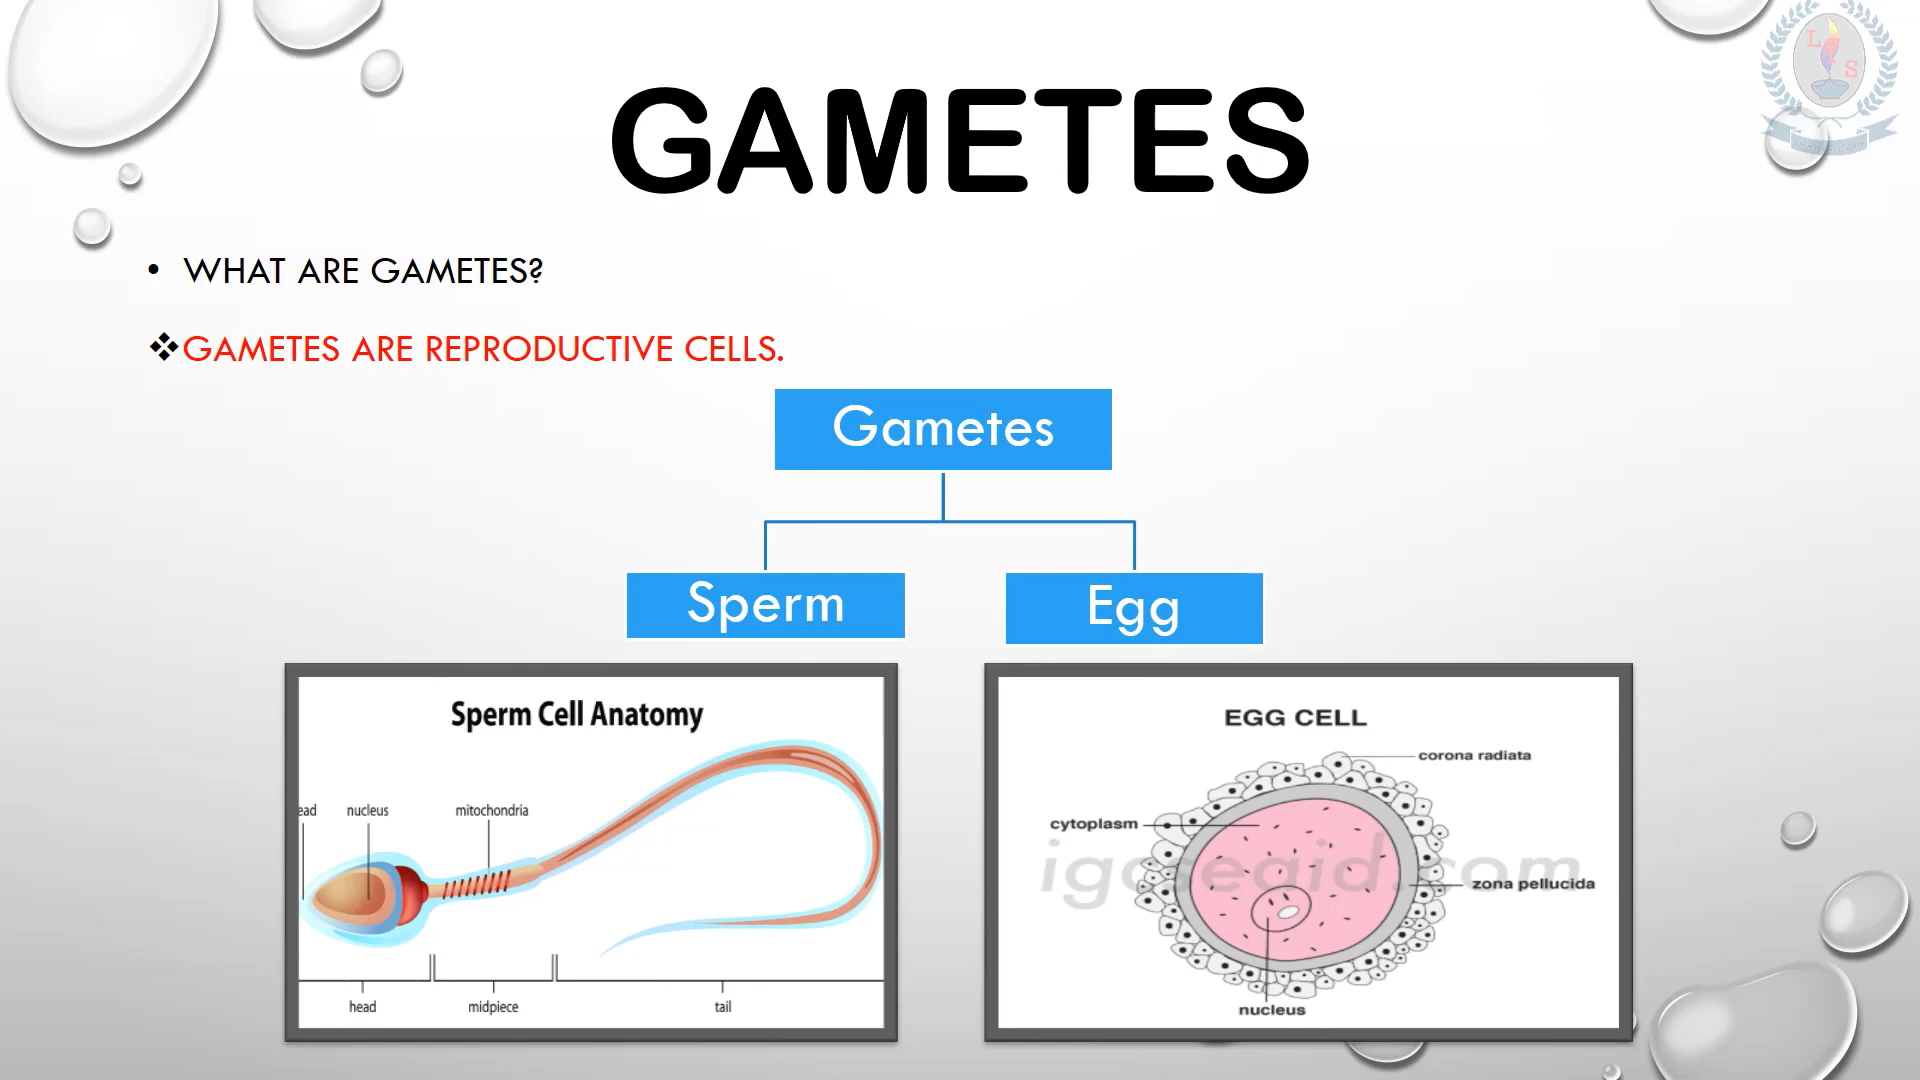 GAMETES
L
S
• WHAT ARE GAMETES?
❖GAMETES ARE REPRODUCTIVE CELLS.
Gametes
Sperm
Egg
Sperm Cell Anatomy
ead
nucleus
mitochondria
head
midpiece
tail
EGG CELL
corona radiata
cytoplasm
zona pellucida
nucleus